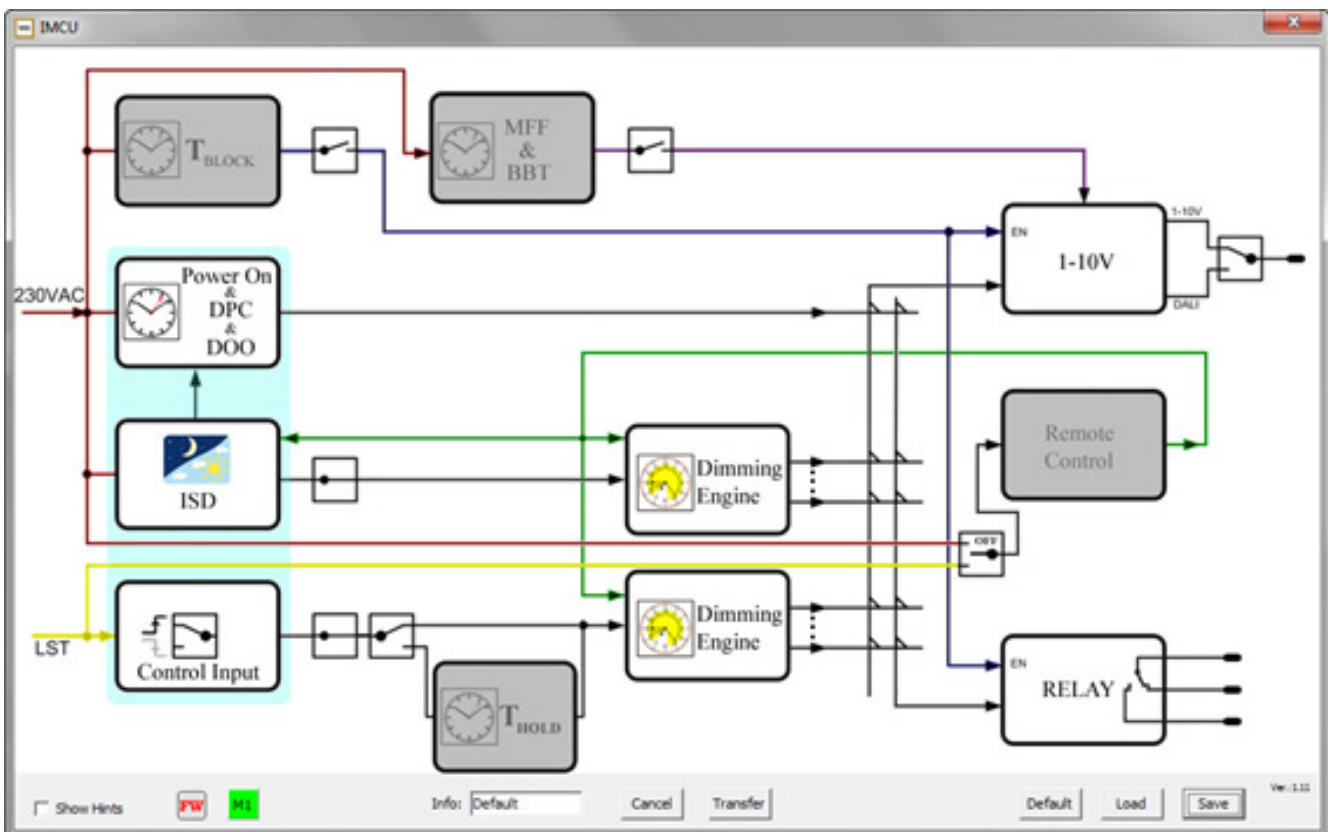 IMCU
T BLOCK
MFF
&
BBT
EN
1-10V
1-10V
DALI
230VAC
Power On
&
DPC
&
DOO
ISD
Dimming
Engine
Remote
Control
OFF
LST
Control Input
T HOLD
Dimming
Engine
EN
RELAY
Show Hints
FW
M1
Info: Default
Cancel
Transfer
Default
Load
Save
Ver.: 1.11